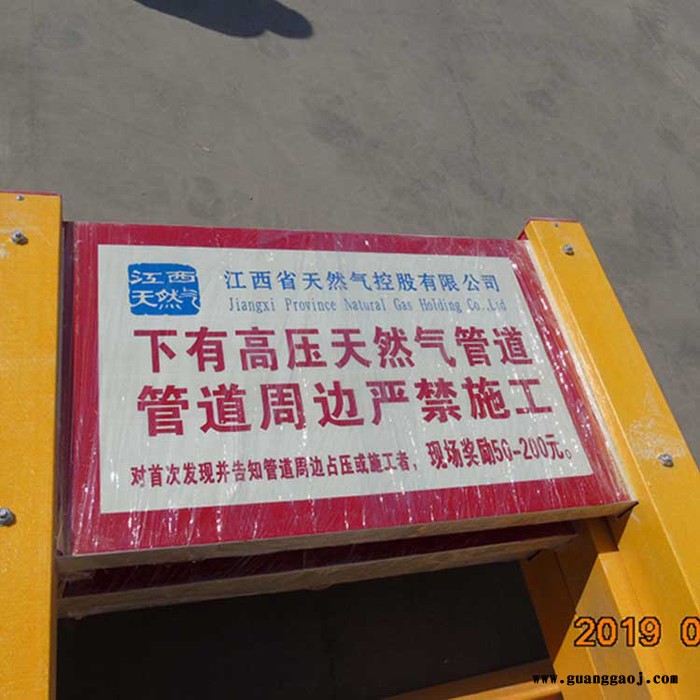 江西
天然气
江西省天然气控股有限公司
Jiangxi Province Natural Gas Holding Co.,Ltd
下有高压天然气管道
管道周边严禁施工
对首次发现并告知管道周边占压或施工者，现场奖励50-200元。
2019 0
www.guanggaoj.com